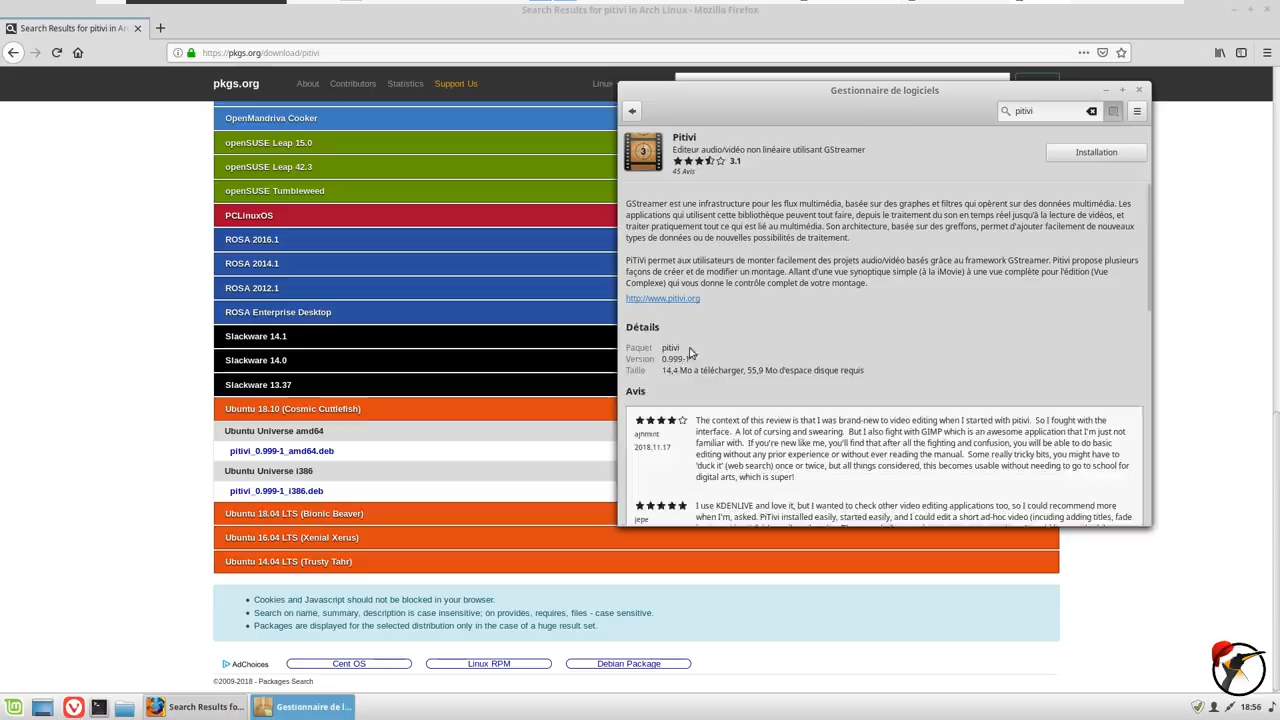 Search Results for pitivi in Arch Linux - Mozilla Firefox
Search Results for pitivi in Arc
https://pkgs.org/download/pitivi
pkgs.org About Contributors Statistics Support Us Linux
OpenMandriva Cooker
openSUSE Leap 15.0
openSUSE Leap 42.3
openSUSE Tumbleweed
PCLinuxOS
ROSA 2016.1
ROSA 2014.1
ROSA 2012.1
ROSA Enterprise Desktop
Slackware 14.1
Slackware 14.0
Slackware 13.37
Ubuntu 18.10 (Cosmic Cuttlefish)
Ubuntu Universe amd64
pitivi_0.999-1_amd64.deb
Ubuntu Universe i386
pitivi_0.999-1_i386.deb
Ubuntu 18.04 LTS (Bionic Beaver)
Ubuntu 16.04 LTS (Xenial Xerus)
Ubuntu 14.04 LTS (Trusty Tahr)
Cookies and Javascript should not be blocked in your browser.
Search on name, summary, description is case insensitive; on provides, requires, files - case sensitive.
Packages are displayed for the selected distribution only in the case of a huge result set.
AdChoices Cent OS Linux RPM Debian Package
©2009-2018 - Packages Search
Gestionnaire de logiciels
pitivi
3
Pitivi
Editeur audio/vidéo non linéaire utilisant GStreamer
3.1
45 Avis
Installation
GStreamer est une infrastructure pour les flux multimédia, basée sur des graphes et filtres qui opèrent sur des données multimédia. Les
applications qui utilisent cette bibliothèque peuvent tout faire, depuis le traitement du son en temps réel jusqu'à la lecture de vidéos, et
traiter pratiquement tout ce qui est lié au multimédia. Son architecture, basée sur des greffons, permet d'ajouter facilement de nouveaux
types de données ou de nouvelles possibilités de traitement.
PiTiVi permet aux utilisateurs de monter facilement des projets audio/vidéo basés grâce au framework GStreamer. Pitivi propose plusieurs
façons de créer et de modifier un montage. Allant d'une vue synoptique simple (à la iMovie) à une vue complète pour l'édition (Vue
Complexe) qui vous donne le contrôle complet de votre montage.
http://www.pitivi.org
Détails
Paquet pitivi
Version 0.999-1
Taille 14,4 Mo à télécharger, 55,9 Mo d'espace disque requis
Avis
ajhmnt
2018.11.17
The context of this review is that I was brand-new to video editing when I started with pitivi. So I fought with the
interface. A lot of cursing and swearing. But I also fight with GIMP which is an awesome application that I'm just not
familiar with. If you're new like me, you'll find that after all the fighting and confusion, you will be able to do basic
editing without any prior experience or without ever reading the manual. Some really tricky bits, you might have to
'duck it' (web search) once or twice, but all things considered, this becomes usable without needing to go to school for
digital arts, which is super!
jepe
I use KDENLIVE and love it, but I wanted to check other video editing applications too, so I could recommend more
when I'm, asked. PiTivi installed easily, started easily, and I could edit a short ad-hoc video (incuding adding titles, fade
Search Results fo...
Gestionnaire de l...
18:56